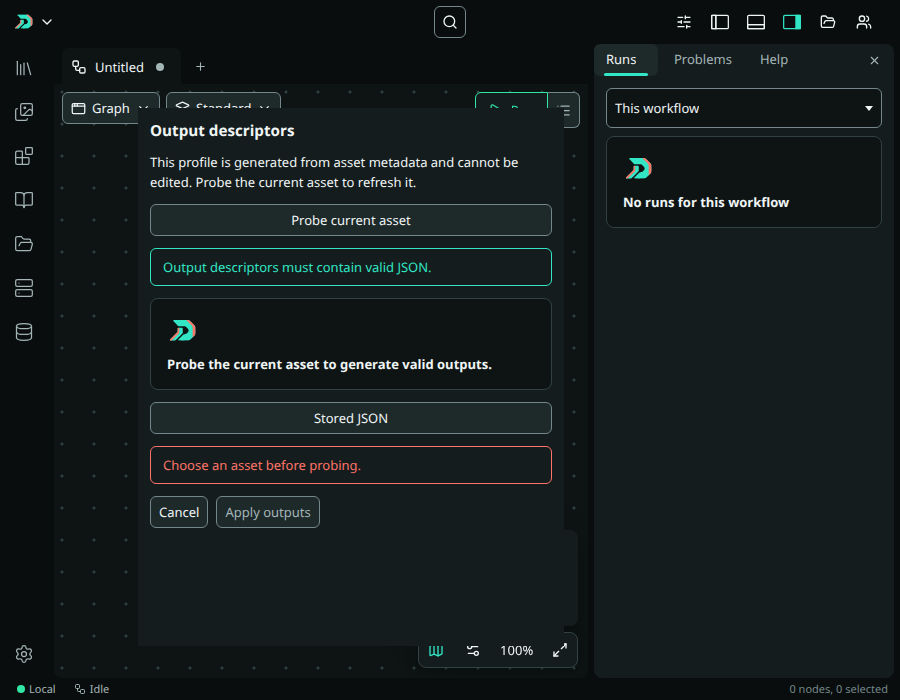 Untitled
Runs
Problems
Help
Graph
Standard
This workflow
Output descriptors
This profile is generated from asset metadata and cannot be
edited. Probe the current asset to refresh it.
No runs for this workflow
Probe current asset
Output descriptors must contain valid JSON.
Probe the current asset to generate valid outputs.
Stored JSON
Choose an asset before probing.
Cancel
Apply outputs
100%
Local
Idle
0 nodes, 0 selected